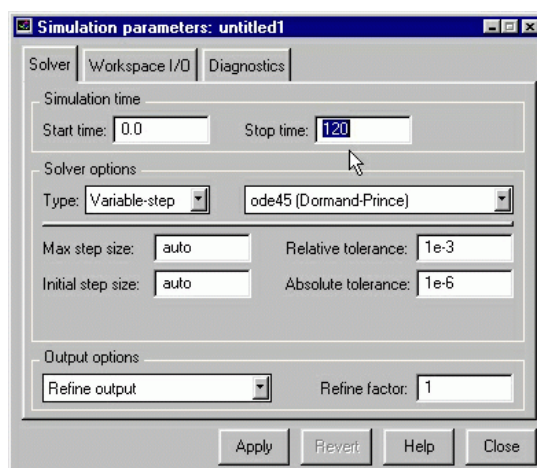 Simulation parameters: untitled1
Solver Workspace I/O Diagnostics
Simulation time
Start time: 0.0 Stop time: 120
Solver options
Type: Variable-step ode45 (Dormand-Prince)
Max step size: auto Relative tolerance: 1e-3
Initial step size: auto Absolute tolerance: 1e-6
Output options
Refine output Refine factor: 1
Apply Revert Help Close